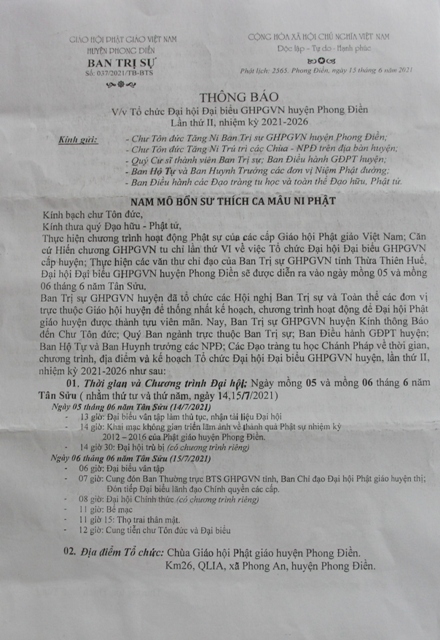 GIÁO HỘI PHẬT GIÁO VIỆT NAM
HUYỆN PHONG ĐIỀN
BAN TRỊ SỰ
Số: 037/2021/TB-BTS
CỘNG HÒA XÃ HỘI CHỦ NGHĨA VIỆT NAM
Độc lập - Tự do - Hạnh phúc
Phật lịch: 2565. Phong Điền, ngày 13 tháng 6 năm 2021
THÔNG BÁO
V/v Tổ chức Đại hội Đại biểu GHPGVN huyện Phong Điền
Lần thứ II, nhiệm kỳ 2021-2026
Kính gửi: - Chư Tôn đức Tăng Ni Ban Trị sự GHPGVN huyện Phong Điền;
- Chư Tôn đức Tăng Ni Trú trì các Chùa - NPĐ trên địa bàn huyện;
- Quý Cư sĩ thành viên Ban Trị sự; Ban Điều hành GĐPT huyện;
- Ban Hộ Tự và Ban Huynh Trưởng các đơn vị Niệm Phật đường;
- Ban Điều hành các Đạo tràng tu học và toàn thể Đạo hữu, Phật tử.
NAM MÔ BỔN SƯ THÍCH CA MÂU NI PHẬT
Kính bạch chư Tôn đức,
Kính thưa quý Đạo hữu - Phật tử,
Thực hiện chương trình hoạt động Phật sự của các cấp Giáo hội Phật giáo Việt Nam; Căn
cứ Hiến chương GHPGVN tu chỉ lần thứ VI về việc Tổ chức Đại Hội Đại Biểu GHPGVN
cấp huyện; Thực hiện các văn thư chỉ đạo của Ban Trị sự GHPGVN tỉnh Thừa Thiên Huế,
Đại hội Đại Biểu GHPGVN huyện Phong Điền sẽ được diễn ra vào ngày mồng 05 và mồng
06 tháng 6 năm Tân Sửu,
Ban Trị sự GHPGVN huyện đã tổ chức các Hội nghị Ban Trị sự và Toàn thể các đơn vị
trực thuộc Giáo hội huyện để thống nhất kế hoạch, chương trình hoạt động để Đại hội Phật
giáo huyện được thành tựu viên mãn. Nay, Ban Trị sự GHPGVN huyện Kính thông Báo
đến Chư Tôn đức; Quý Ban ngành trực thuộc Ban Trị sự; Ban Điều hành GĐPT huyện;
Ban Hộ Tự và Ban Huynh trưởng các NPĐ; Các Đạo tràng tu học Chánh Pháp về thời gian,
chương trình, địa điểm và kế hoạch Tổ chức Đại hội Đại biểu GHPGVN huyện, lần thứ II,
nhiệm kỳ 2021-2026 như sau:
01. Thời gian và Chương trình Đại hội: Ngày mồng 05 và mồng 06 tháng 6 năm
Tân Sửu ( nhằm thứ tư và thứ năm, ngày 14,15/7/2021)
Ngày 05 tháng 06 năm Tân Sửu (14/7/2021)
- 13 giờ: Đại biểu vân tập làm thủ tục, nhận tài liệu Đại hội
- 14 giờ: Khai mạc không gian triển lãm ảnh về thành quả Phật sự nhiệm kỳ
2012 – 2016 của Phật giáo huyện Phong Điền.
- 14 giờ 30: Đại hội trù bị (có chương trình riêng)
Ngày 06 tháng 06 năm Tân Sửu (15/7/2021)
- 06 giờ: Đại biểu vân tập
- 07 giờ: Cung đón Ban Thường trực BTS GHPGVN tỉnh, Ban Chỉ đạo Đại hội Phật giáo huyện thị;
Đón tiếp Đại biểu lãnh đạo Chính quyền các cấp.
- 08 giờ: Đại hội Chính thức (có chương trình riêng)
- 11 giờ: Bế mạc
- 11 giờ 15: Thọ trai thân mật.
- 12 giờ: Cung tiễn chư Tôn đức và Đại biểu
02. Địa điểm Tổ chức: Chùa Giáo hội Phật giáo huyện Phong Điền.
Km26, QLIA, xã Phong An, huyện Phong Điền.